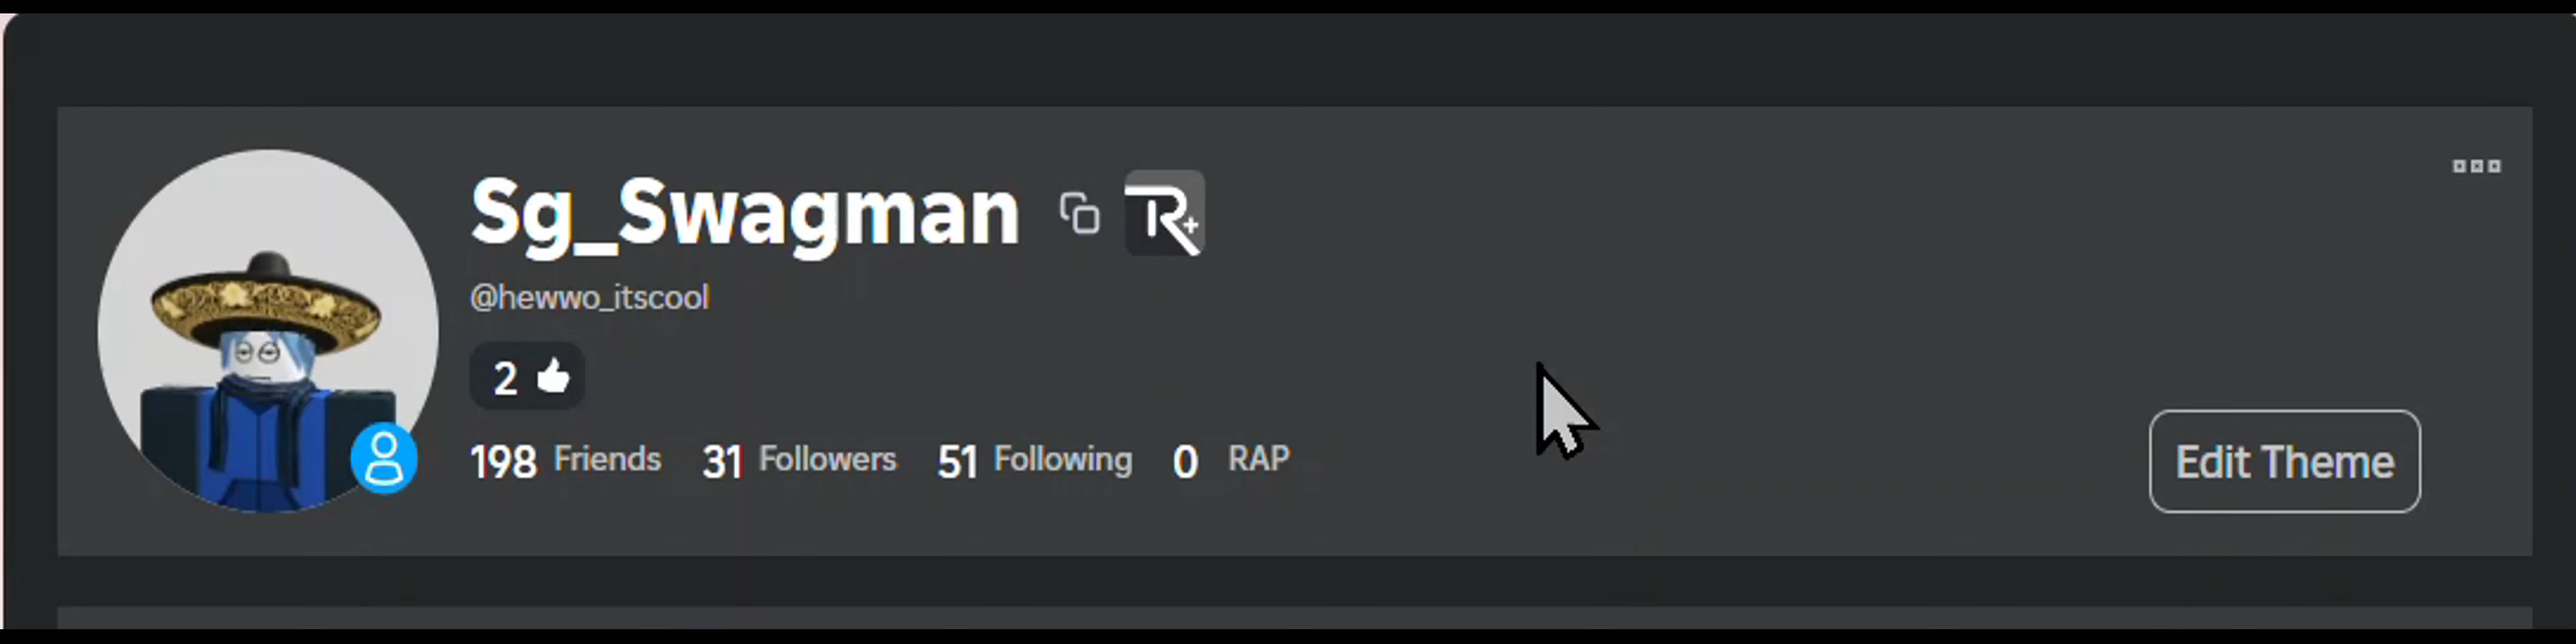 Sg_Swagman R+
@hewwo_itscool
2
198 Friends 31 Followers 51 Following 0 RAP
Edit Theme